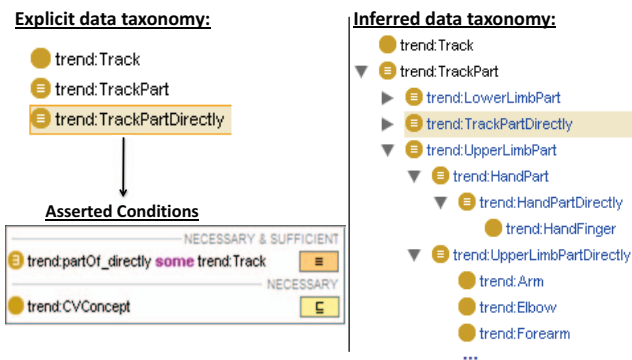 Explicit data taxonomy:
trend:Track
trend:TrackPart
trend:TrackPartDirectly
Asserted Conditions
NECESSARY & SUFFICIENT
trend:partOf_directly some trend:Track
≡
NECESSARY
trend:CVConcept
⊑
Inferred data taxonomy:
trend:Track
trend:TrackPart
trend:LowerLimbPart
trend:TrackPartDirectly
trend:UpperLimbPart
trend:HandPart
trend:HandPartDirectly
trend:HandFinger
trend:UpperLimbPartDirectly
trend:Arm
trend:Elbow
trend:Forearm
...